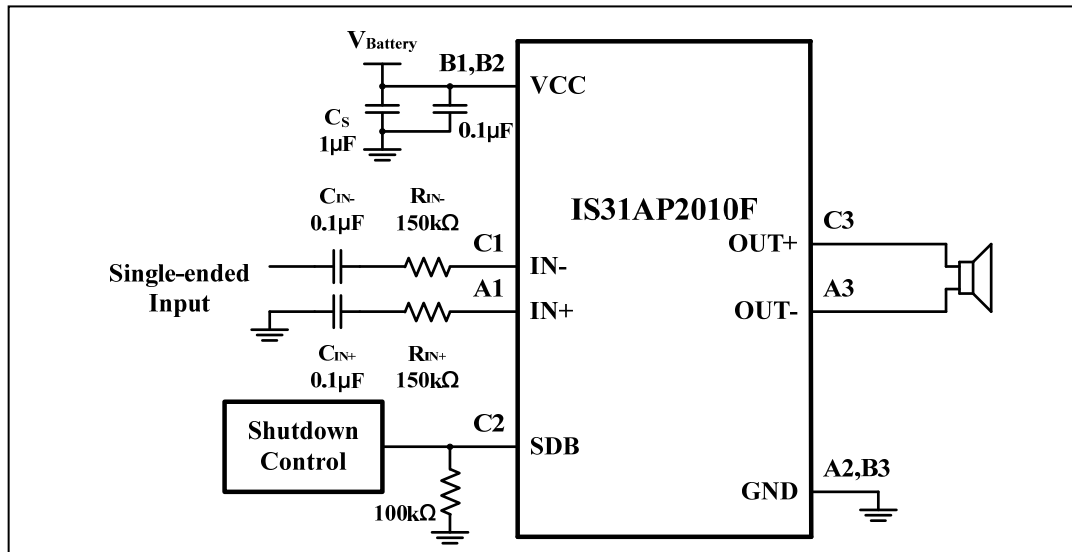 VBattery
B1,B2
VCC
CS
1µF
0.1µF
IS31AP2010F
CIN-
0.1µF
RIN-
150kΩ
C1
IN-
Single-ended
Input
A1
IN+
CIN+
0.1µF
RIN+
150kΩ
C3
OUT+
A3
OUT-
Shutdown
Control
C2
SDB
100kΩ
A2,B3
GND